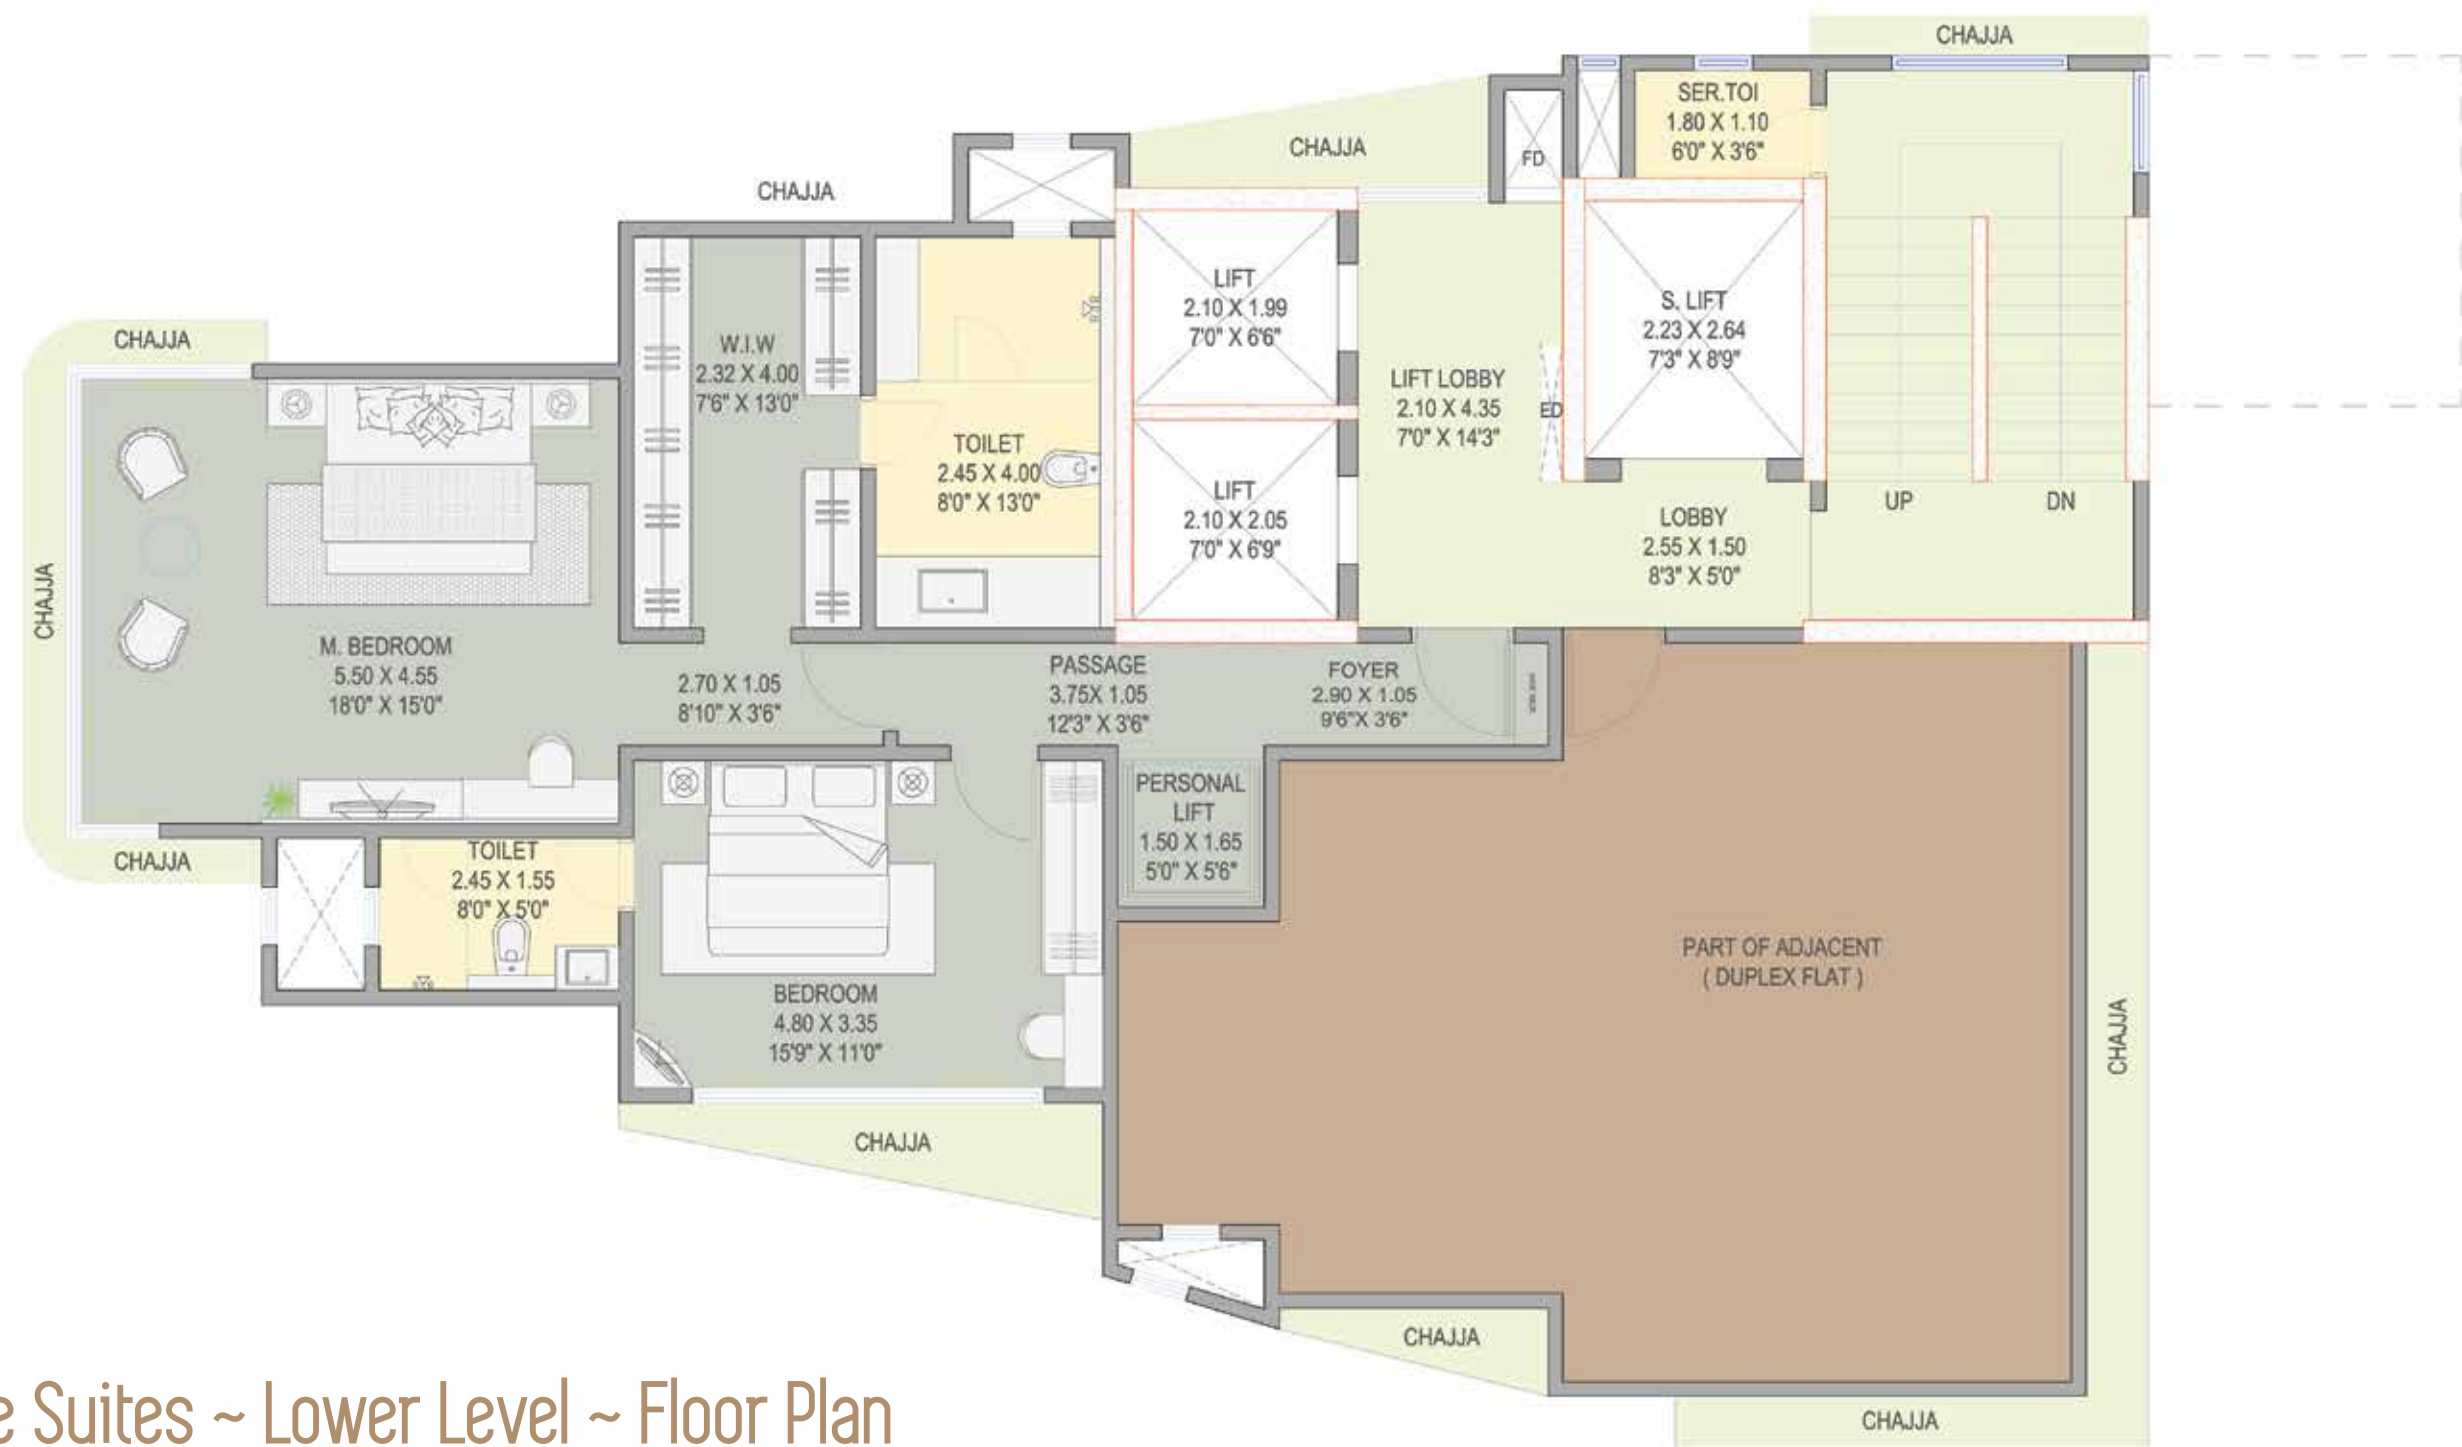 CHAJJA
SER.TOI
1.80 X 1.10
6'0" X 3'6"
CHAJJA
FD
CHAJJA
LIFT
2.10 X 1.99
7'0" X 6'6"
S. LIFT
2.23 X 2.64
7'3" X 8'9"
CHAJJA
W.I.W
2.32 X 4.00
7'6" X 13'0"
LIFT LOBBY
2.10 X 4.35
7'0" X 14'3"
ED
TOILET
2.45 X 4.00
8'0" X 13'0"
LIFT
2.10 X 2.05
7'0" X 6'9"
UP
DN
LOBBY
2.55 X 1.50
8'3" X 5'0"
CHAJJA
M. BEDROOM
5.50 X 4.55
18'0" X 15'0"
2.70 X 1.05
8'10" X 3'6"
PASSAGE
3.75X 1.05
12'3" X 3'6"
FOYER
2.90 X 1.05
9'6"X 3'6"
PERSONAL
LIFT
1.50 X 1.65
5'0" X 5'6"
CHAJJA
TOILET
2.45 X 1.55
8'0" X 5'0"
PART OF ADJACENT
( DUPLEX FLAT )
BEDROOM
4.80 X 3.35
15'9" X 11'0"
CHAJJA
CHAJJA
CHAJJA
e Suites ~ Lower Level ~ Floor Plan
CHAJJA